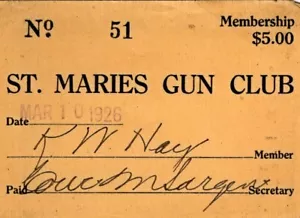 No 51 Membership
$5.00
ST. MARIES GUN CLUB
MAR 10 1926
Date
K W Hay
Member
Paid Secretary